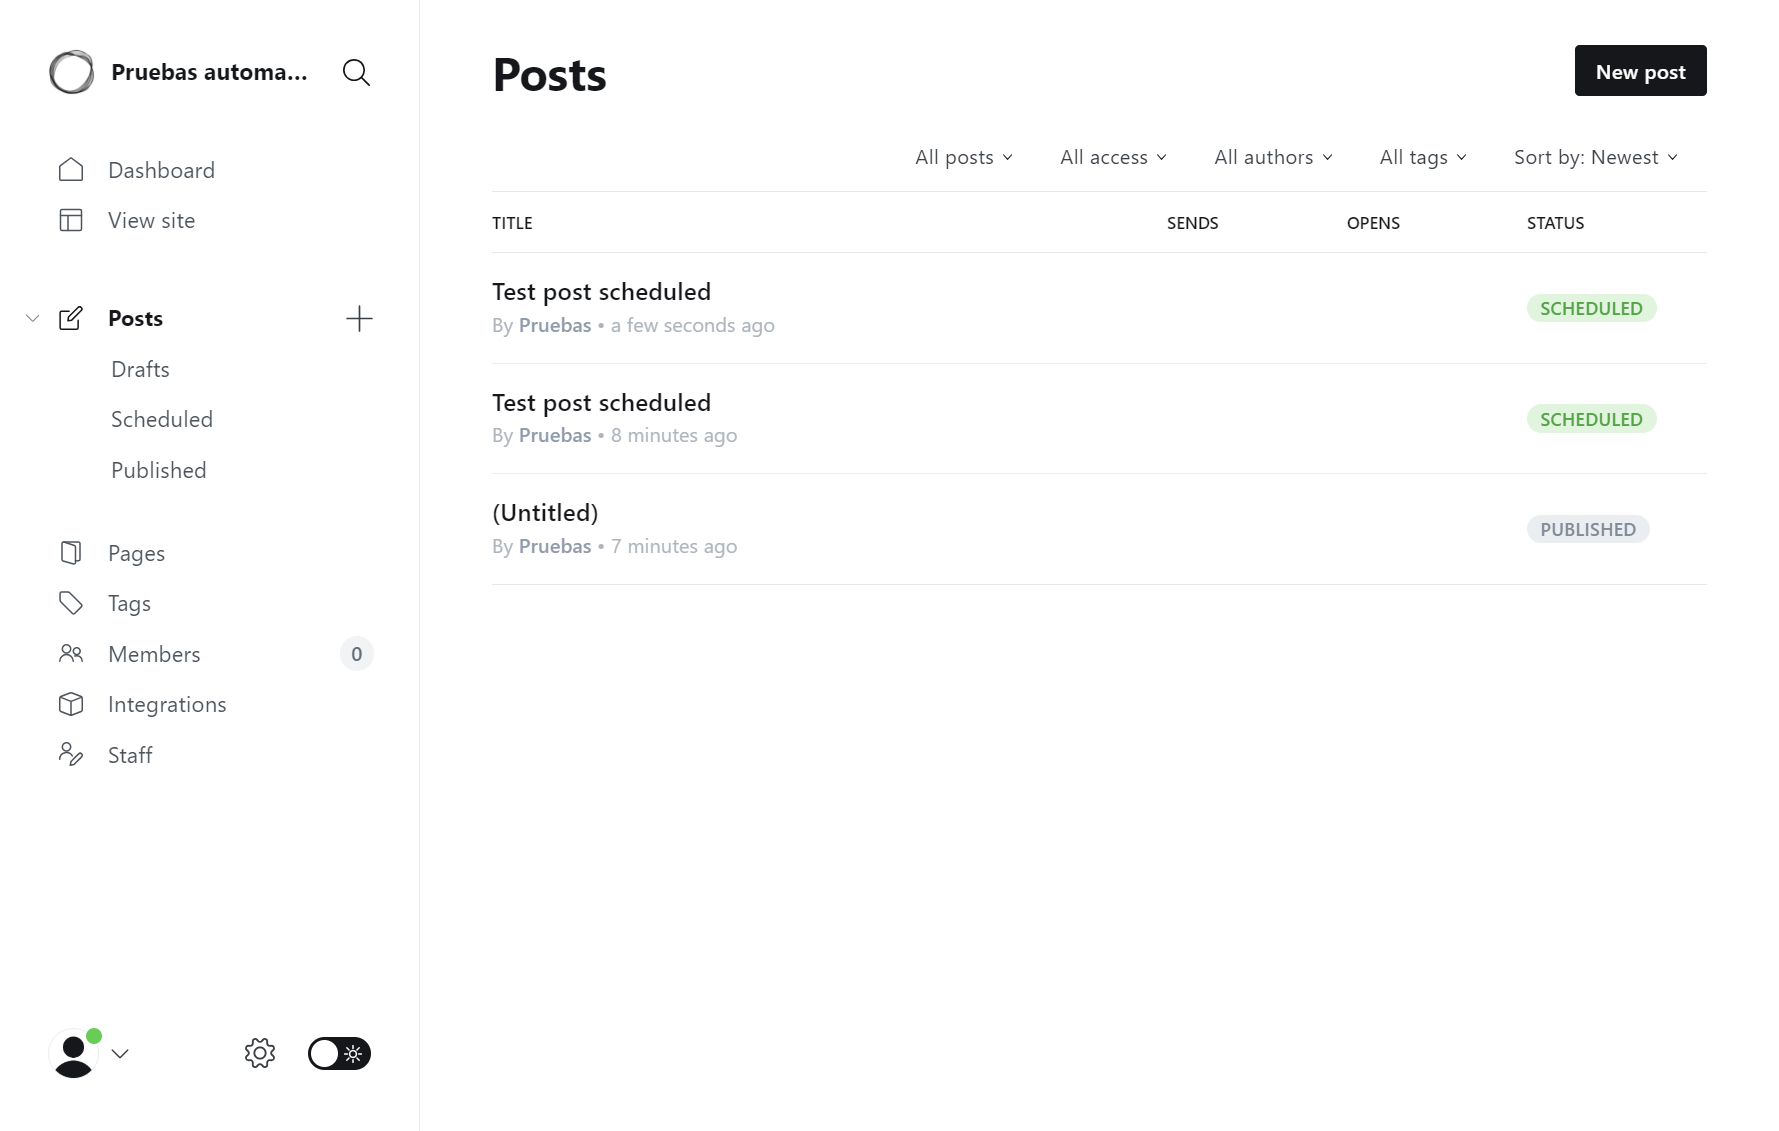 Pruebas automa...
Dashboard
View site
Posts
Drafts
Scheduled
Published
Pages
Tags
Members 0
Integrations
Staff
Posts
New post
All posts All access All authors All tags Sort by: Newest
TITLE SENDS OPENS STATUS
Test post scheduled
By Pruebas • a few seconds ago
SCHEDULED
Test post scheduled
By Pruebas • 8 minutes ago
SCHEDULED
(Untitled)
By Pruebas • 7 minutes ago
PUBLISHED